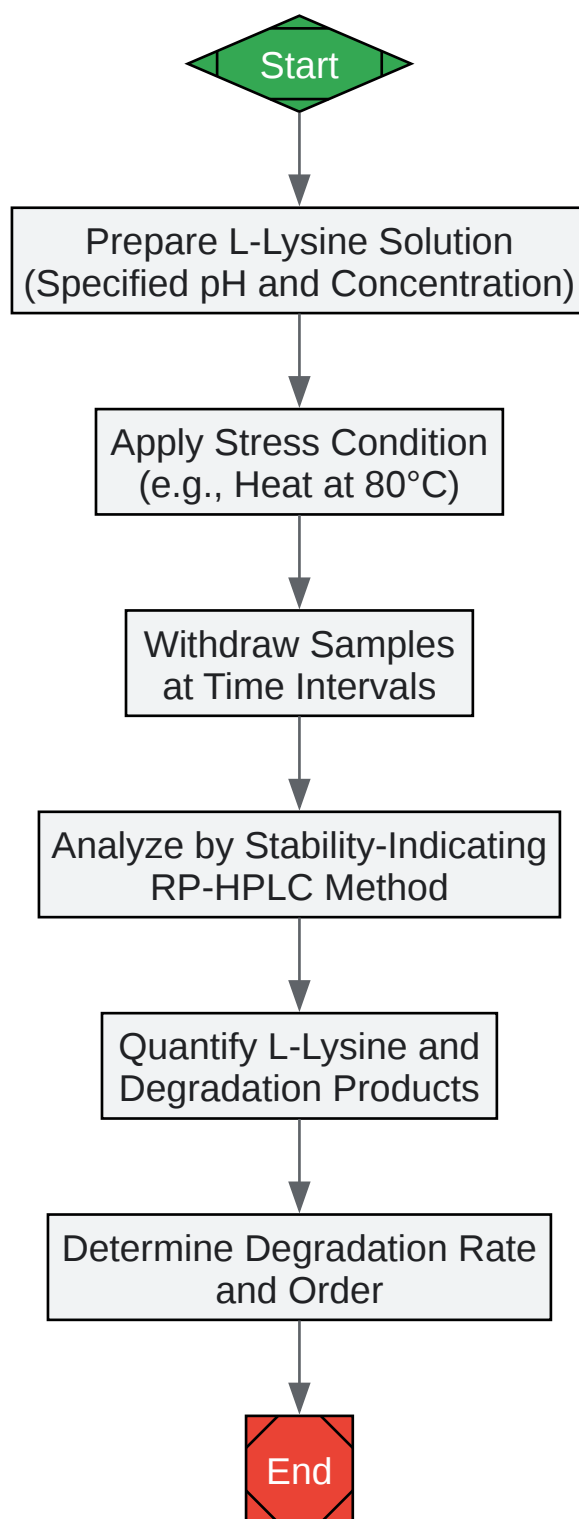 Start
Prepare L-Lysine Solution
(Specified pH and Concentration)
Apply Stress Condition
(e.g., Heat at 80°C)
Withdraw Samples
at Time Intervals
Analyze by Stability-Indicating
RP-HPLC Method
Quantify L-Lysine and
Degradation Products
Determine Degradation Rate
and Order
End